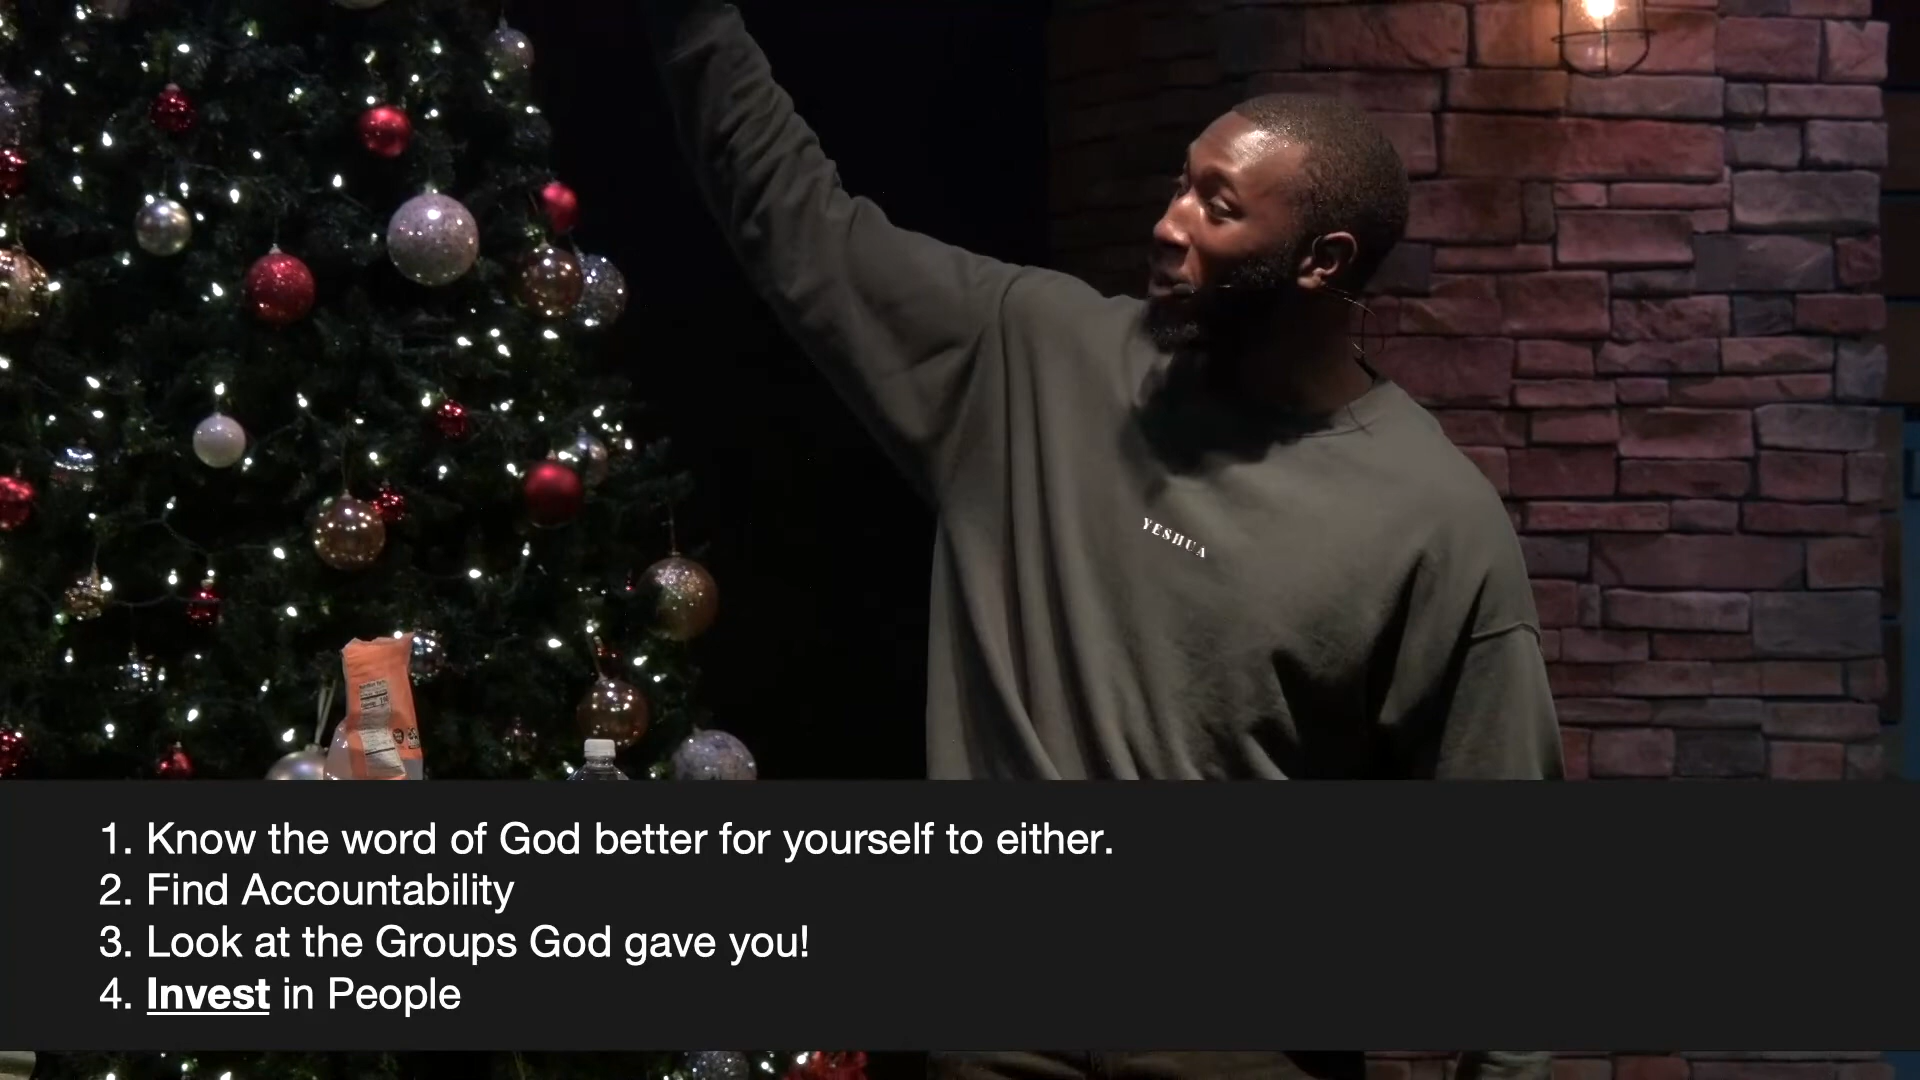 YESHUA
1. Know the word of God better for yourself to either.
2. Find Accountability
3. Look at the Groups God gave you!
4. Invest in People